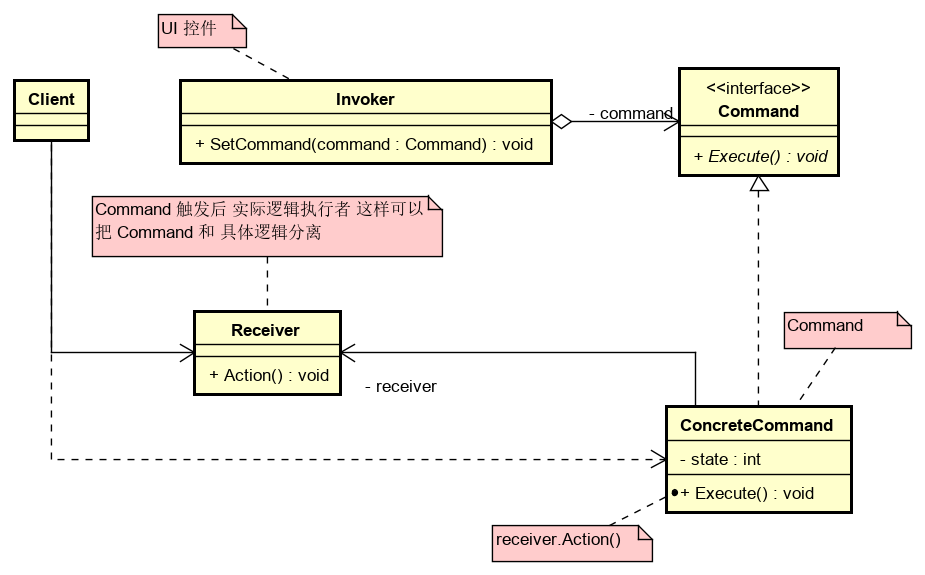 UI 控件
Client
Invoker
+ SetCommand(command : Command) : void
- command
<<interface>>
Command
+ Execute() : void
Command 触发后 实际逻辑执行者 这样可以
把 Command 和 具体逻辑分离
Receiver
+ Action() : void
- receiver
Command
ConcreteCommand
- state : int
+ Execute() : void
receiver.Action()